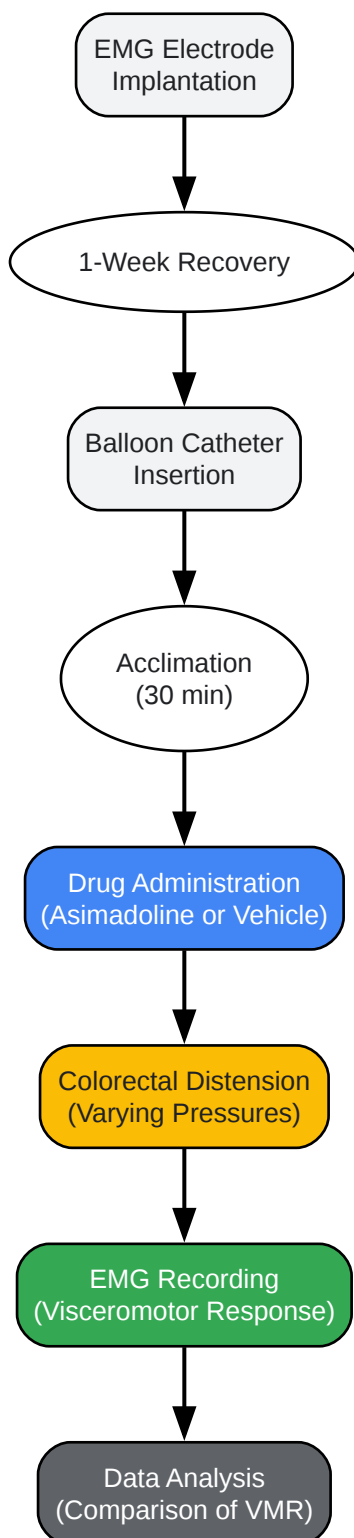 EMG Electrode
Implantation
1-Week Recovery
Balloon Catheter
Insertion
Acclimation
(30 min)
Drug Administration
(Asimadoline or Vehicle)
Colorectal Distension
(Varying Pressures)
EMG Recording
(Visceromotor Response)
Data Analysis
(Comparison of VMR)